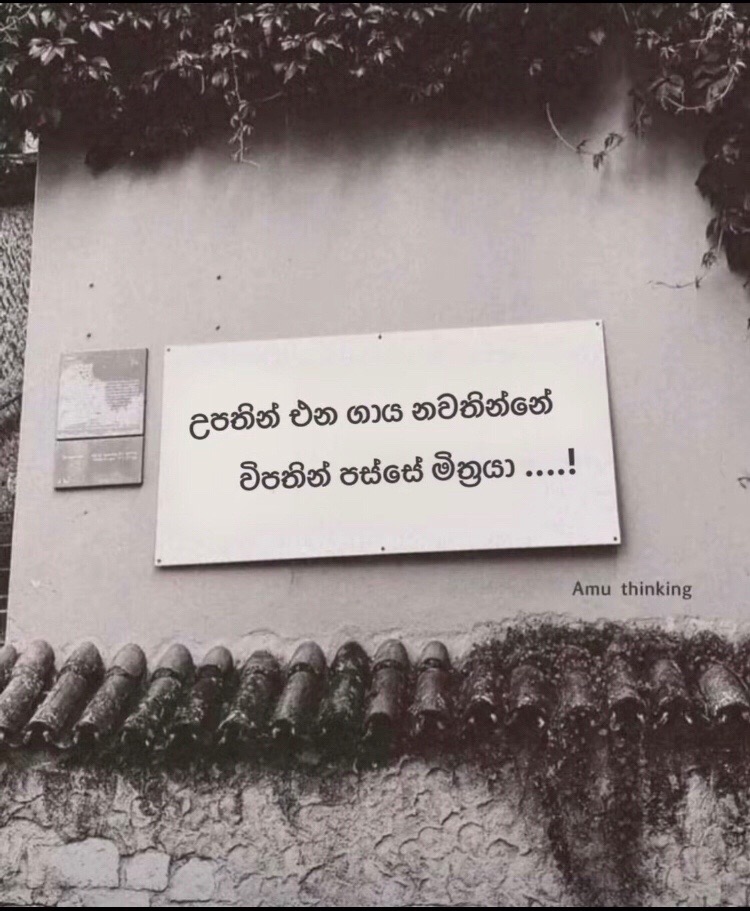 උපතින් එන ගාය නවතින්නේ
විපතින් පස්සේ මිත්‍රයා ....!
Amu thinking